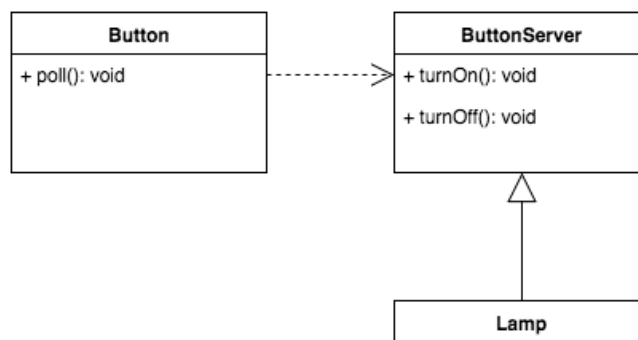 Button
+ poll(): void
ButtonServer
+ turnOn(): void
+ turnOff(): void
Lamp